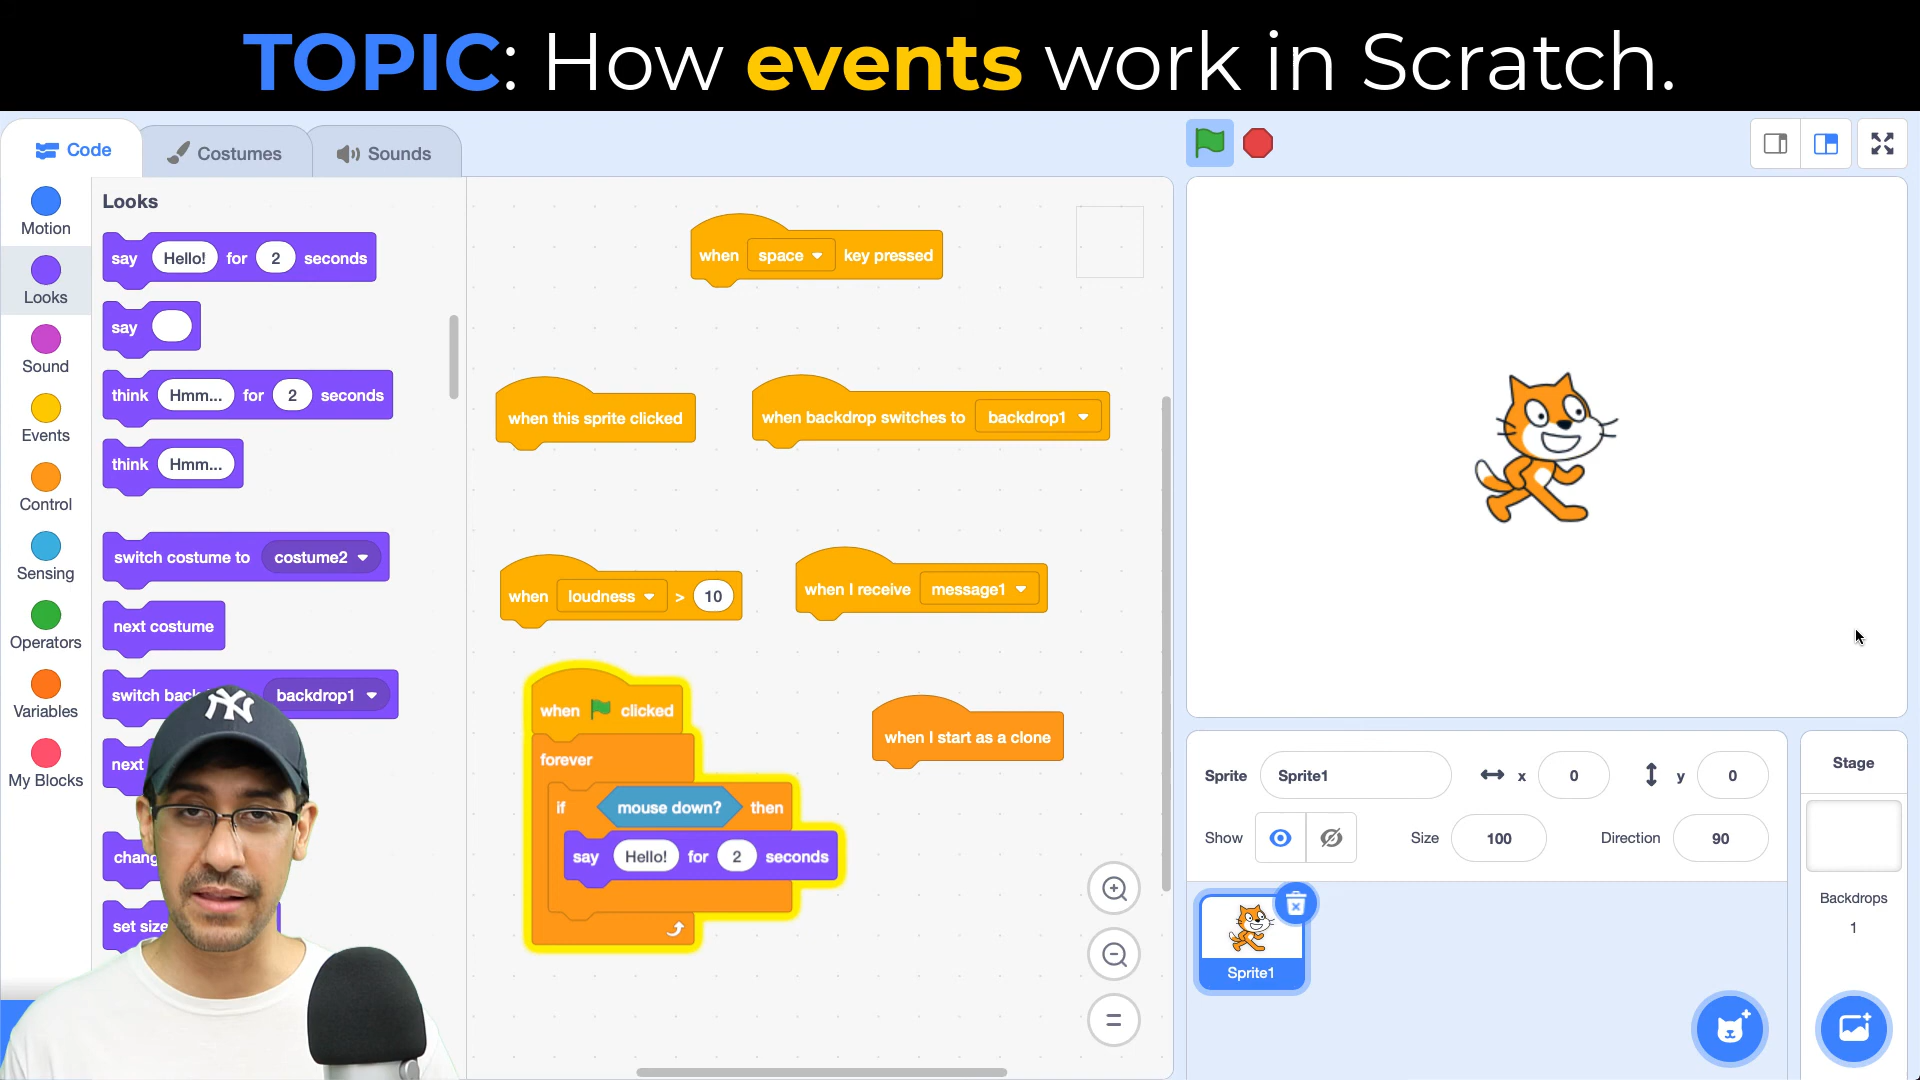 TOPIC: How events work in Scratch.
Code
Costumes
Sounds
Motion
Looks
Sound
Events
Control
Sensing
Operators
Variables
My Blocks
Looks
say Hello! for 2 seconds
say
think Hmm... for 2 seconds
think Hmm...
switch costume to costume2
next costume
switch bac backdrop1
next
chang
set size
NY
when space key pressed
when this sprite clicked
when backdrop switches to backdrop1
when loudness > 10
when I receive message1
when clicked
forever
if mouse down? then
say Hello! for 2 seconds
when I start as a clone
Sprite Sprite1 x 0 y 0
Show Size 100 Direction 90
Sprite1
Stage
Backdrops
1